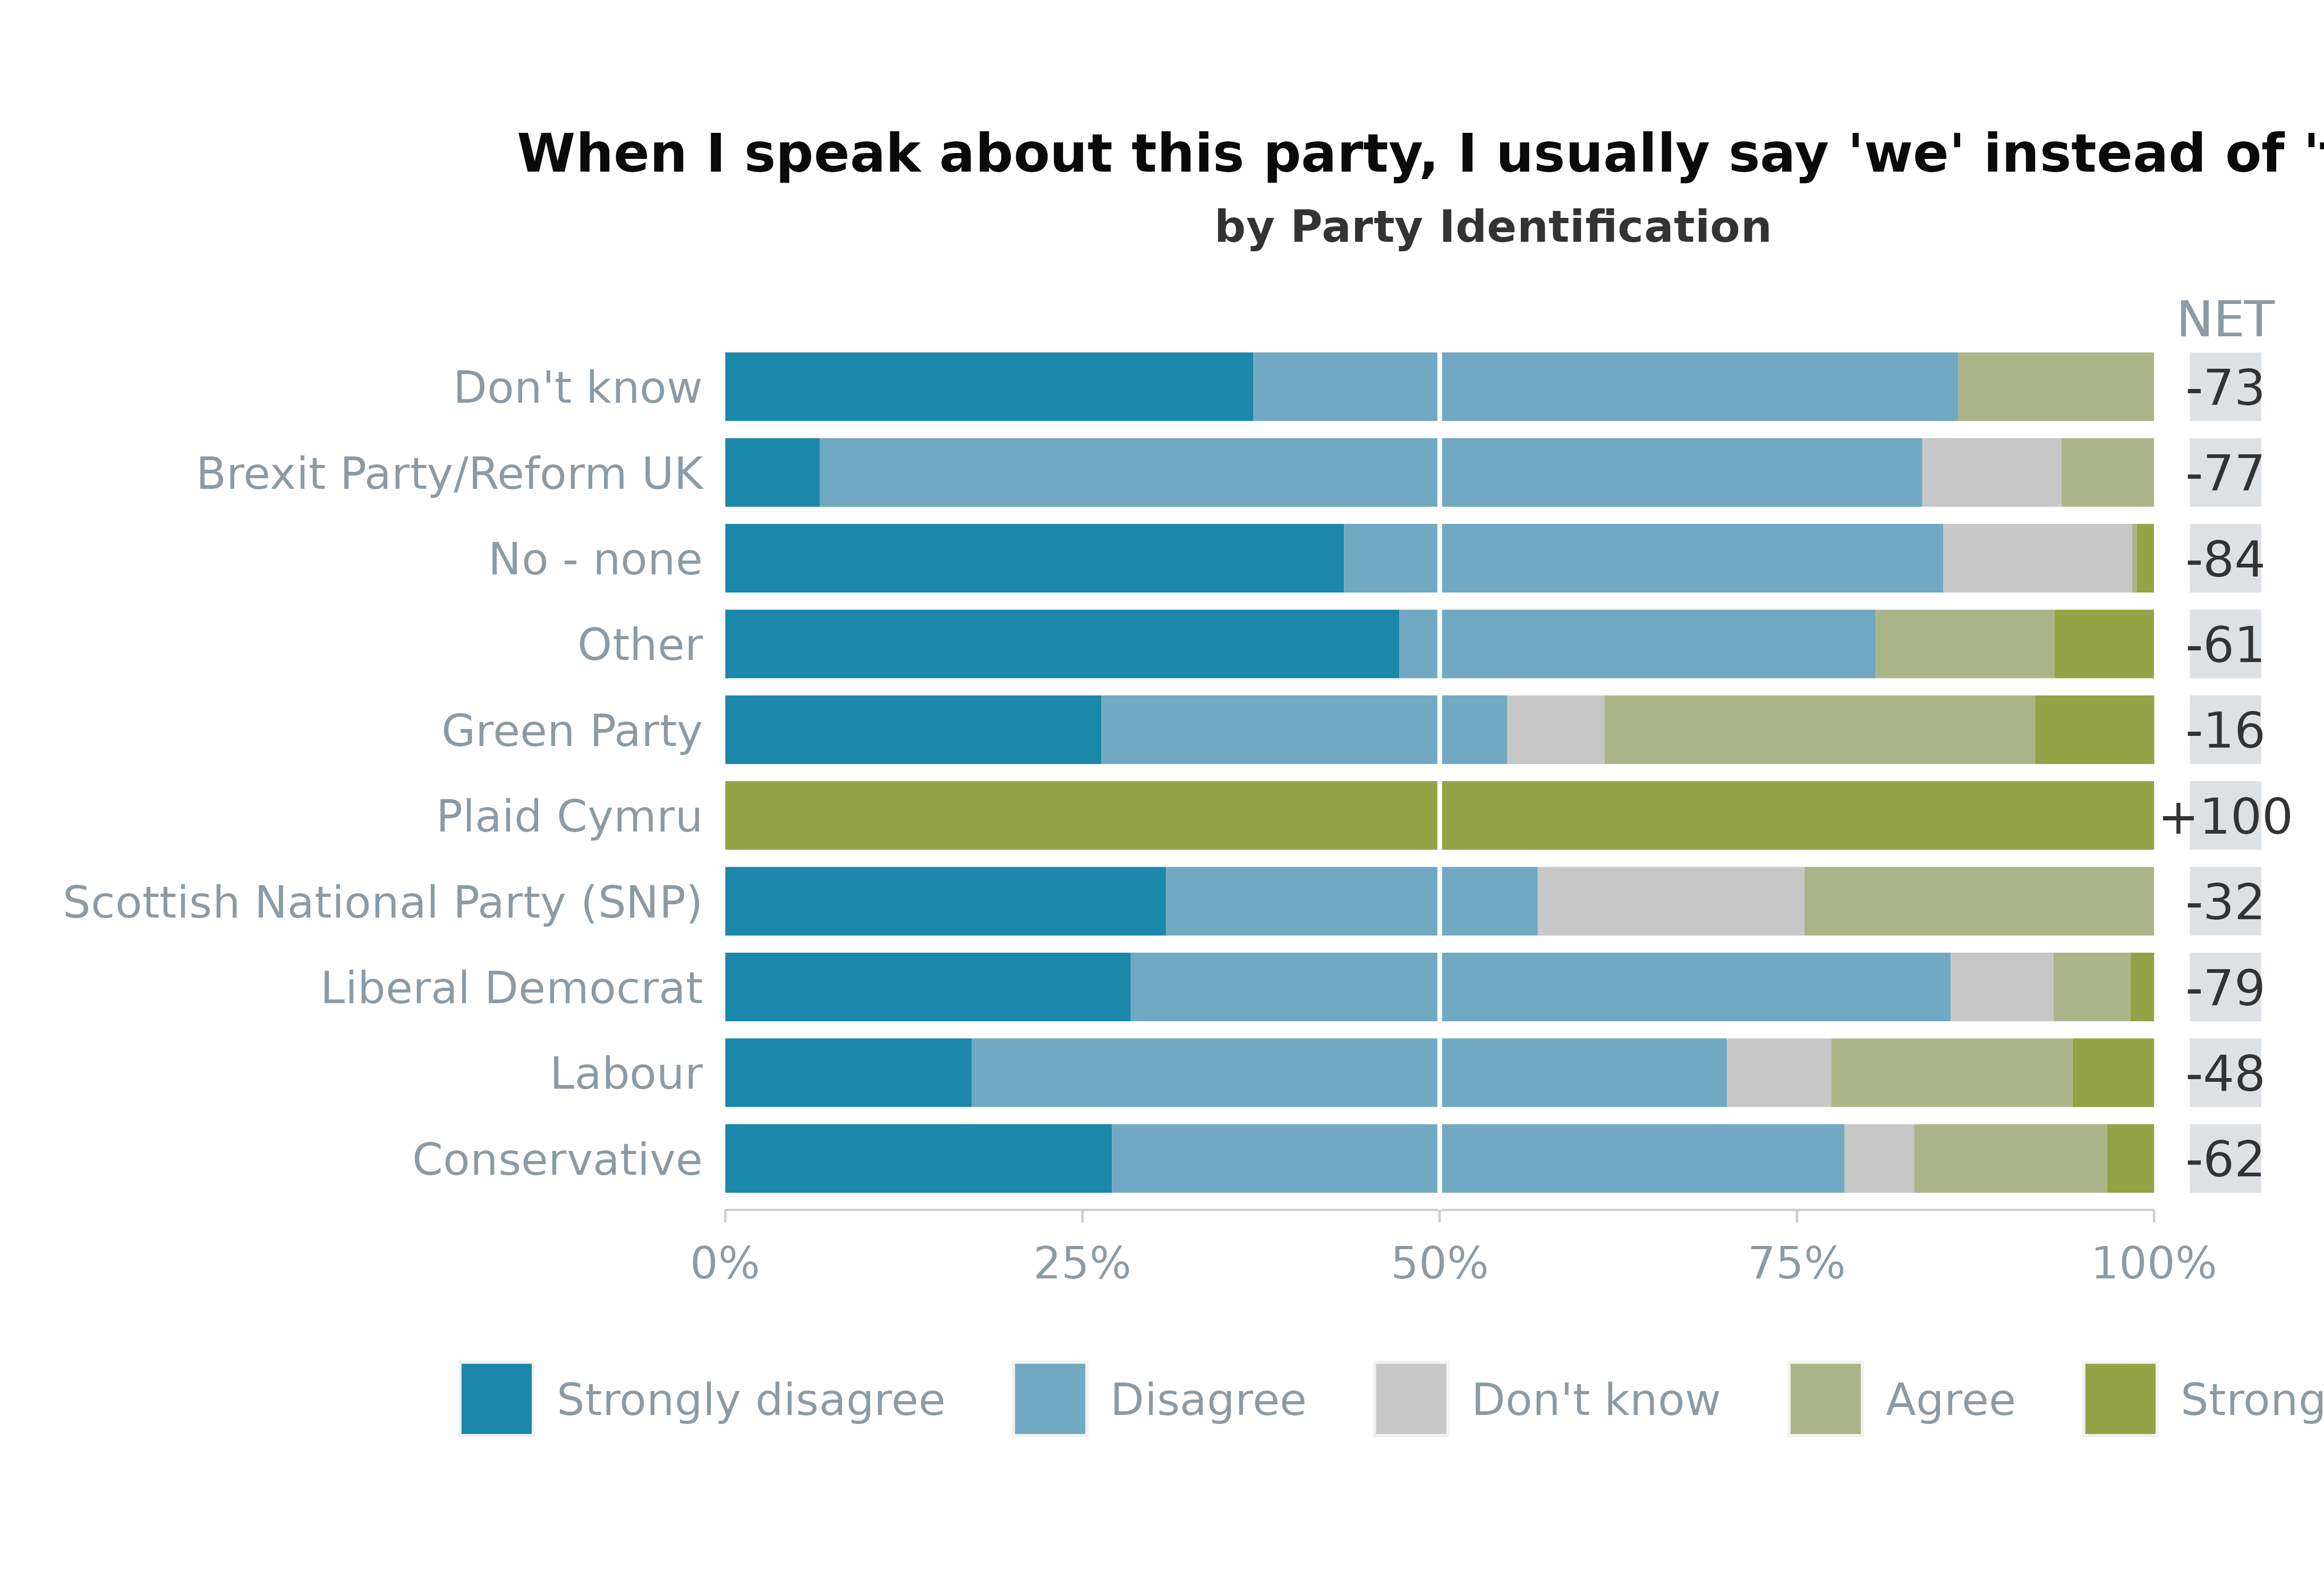 When I speak about this party, I usually say 'we' instead of
by Party Identification
NET
Don't know -73
Brexit Party/Reform UK -77
No - none -84
Other -61
Green Party -16
Plaid Cymru +100
Scottish National Party (SNP) -32
Liberal Democrat -79
Labour -48
Conservative -62
0% 25% 50% 75% 100%
Strongly disagree Disagree Don't know Agree Strong